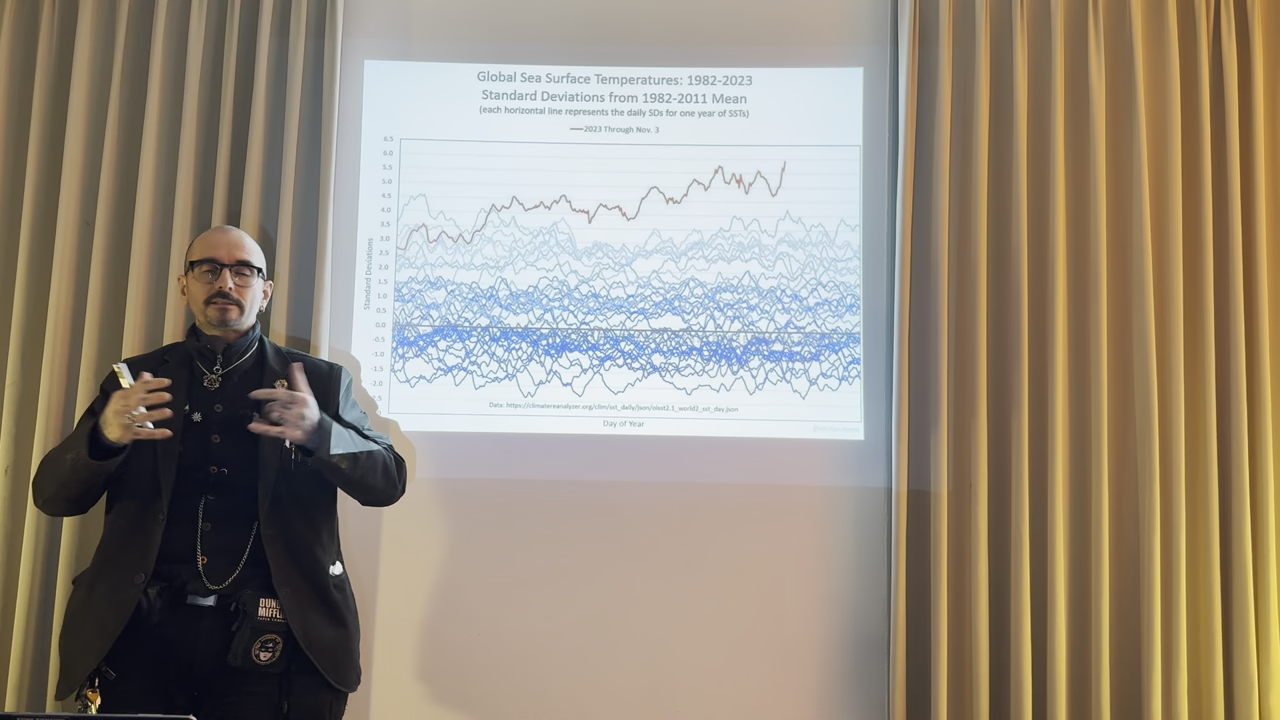 Global Sea Surface Temperatures: 1982-2023
Standard Deviations from 1982-2011 Mean
(each horizontal line represents the daily SDs for one year of SSTs)
2023 Through Nov. 3
6.5
6.0
5.5
5.0
4.5
4.0
3.5
3.0
2.5
2.0
1.5
1.0
0.5
-0.0
-0.5
-1.0
-1.5
-2.0
Standard Deviations
Data: https://climatereanalyzer.org/clim/sst_daily/json/oisst2.1_world2_sst_day.json
Day of Year
DUN
MIFFL